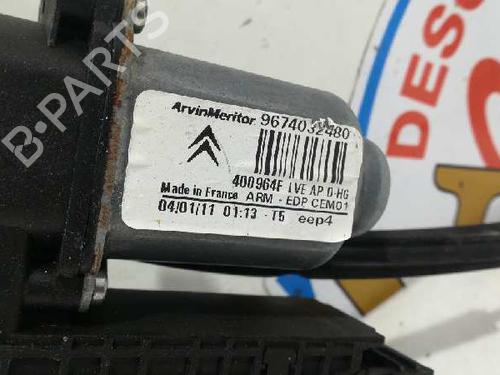 B-PARTS
ArvinMeritor 9674032480
400964F LVE AP D-HG
Made in France ARM - EDP CEM01
04/01/11 01:13 - T5 eep4
DESGU